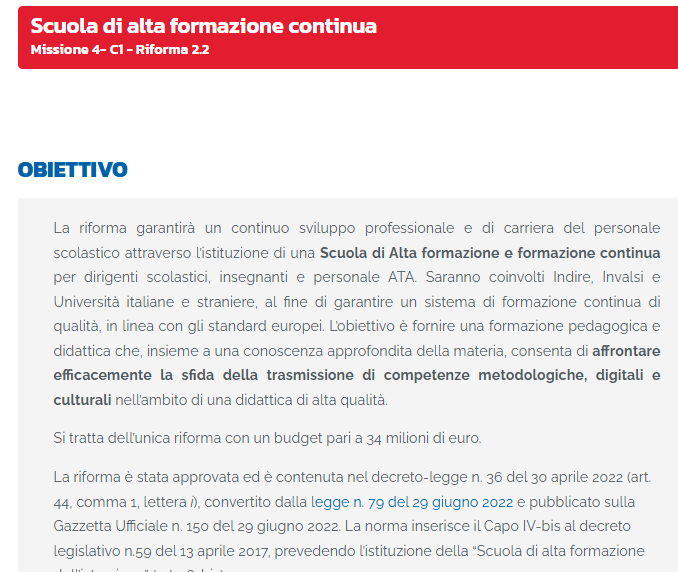 Scuola di alta formazione continua
Missione 4- C1 - Riforma 2.2
OBIETTIVO
La riforma garantirà un continuo sviluppo professionale e di carriera del personale
scolastico attraverso l'istituzione di una Scuola di Alta formazione e formazione continua
per dirigenti scolastici, insegnanti e personale ATA. Saranno coinvolti Indire, Invalsi e
Università italiane e straniere, al fine di garantire un sistema di formazione continua di
qualità, in linea con gli standard europei. L'obiettivo è fornire una formazione pedagogica e
didattica che, insieme a una conoscenza approfondita della materia, consenta di affrontare
efficacemente la sfida della trasmissione di competenze metodologiche, digitali e
culturali nell'ambito di una didattica di alta qualità.
Si tratta dell'unica riforma con un budget pari a 34 milioni di euro.
La riforma è stata approvata ed è contenuta nel decreto-legge n. 36 del 30 aprile 2022 (art.
44, comma 1, lettera i), convertito dalla legge n. 79 del 29 giugno 2022 e pubblicato sulla
Gazzetta Ufficiale n. 150 del 29 giugno 2022. La norma inserisce il Capo IV-bis al decreto
legislativo n.59 del 13 aprile 2017, prevedendo l'istituzione della "Scuola di alta formazione